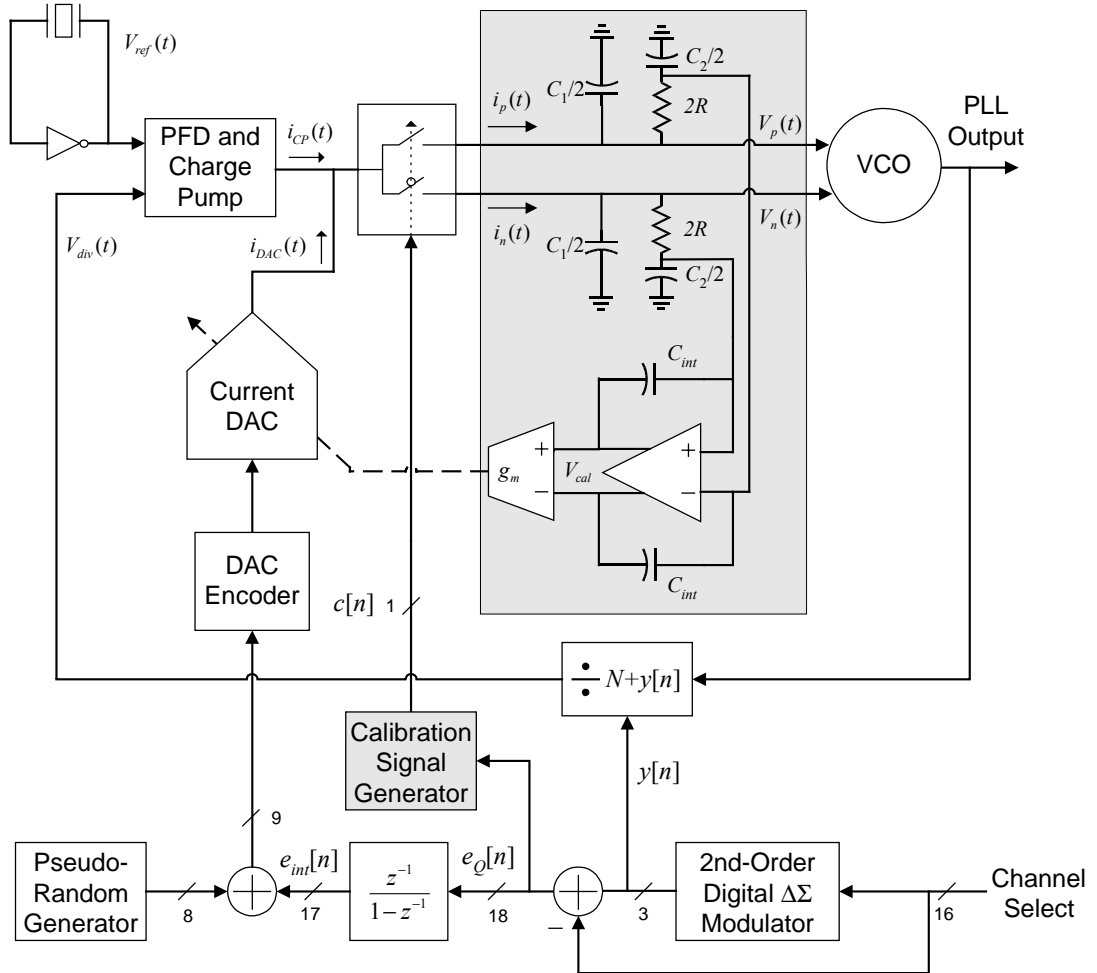 V_ref(t)
PFD and
Charge
Pump
i_CP(t)
V_div(t)
i_DAC(t)
i_p(t)
i_n(t)
C_1/2
C_2/2
2R
C_1/2
2R
C_2/2
V_p(t)
V_n(t)
VCO
PLL
Output
Current
DAC
g_m
+
−
V_cal
+
−
C_int
C_int
DAC
Encoder
c[n]
1
÷ N+y[n]
Calibration
Signal
Generator
y[n]
9
Pseudo-
Random
Generator
8
+
e_int[n]
17
z^{-1}
1−z^{-1}
e_Q[n]
18
+
−
3
2nd-Order
Digital ΔΣ
Modulator
16
Channel
Select